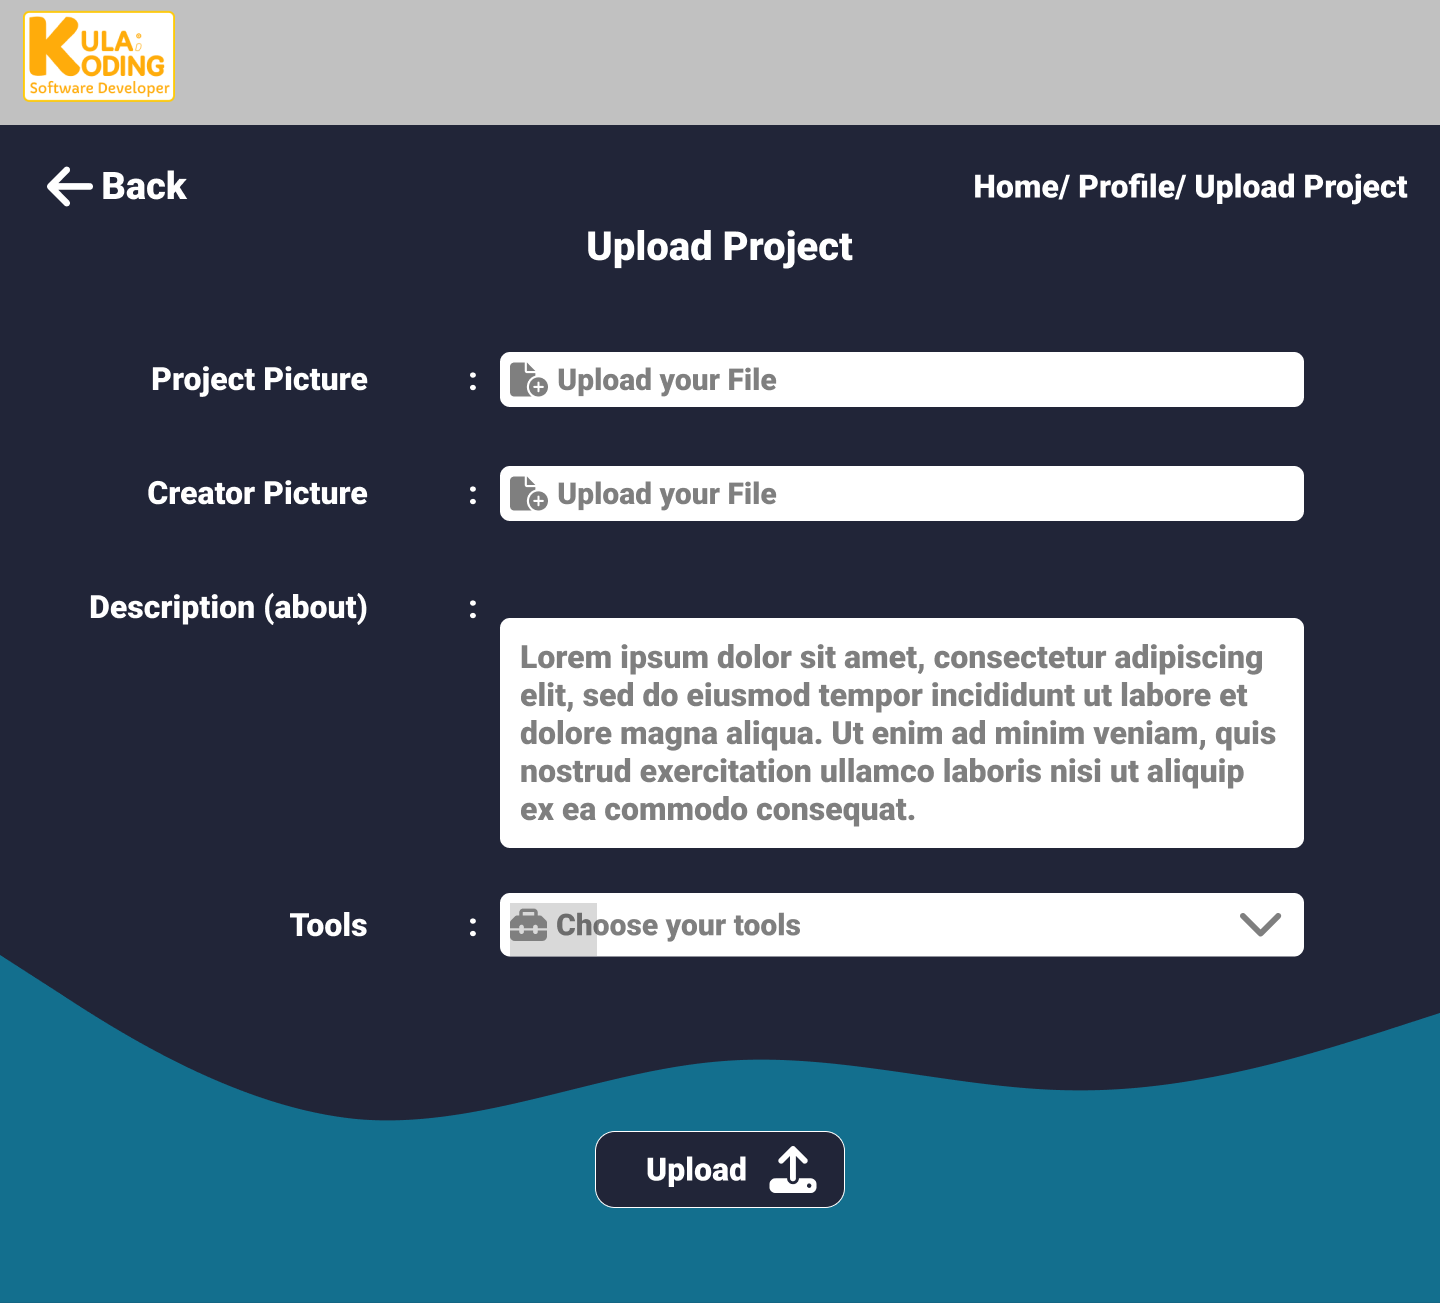 KULA
KODING
Software Developer
Back
Home/ Profile/ Upload Project
Upload Project
Project Picture : Upload your File
Creator Picture : Upload your File
Description (about) :
Lorem ipsum dolor sit amet, consectetur adipiscing
elit, sed do eiusmod tempor incididunt ut labore et
dolore magna aliqua. Ut enim ad minim veniam, quis
nostrud exercitation ullamco laboris nisi ut aliquip
ex ea commodo consequat.
Tools : Choose your tools
Upload